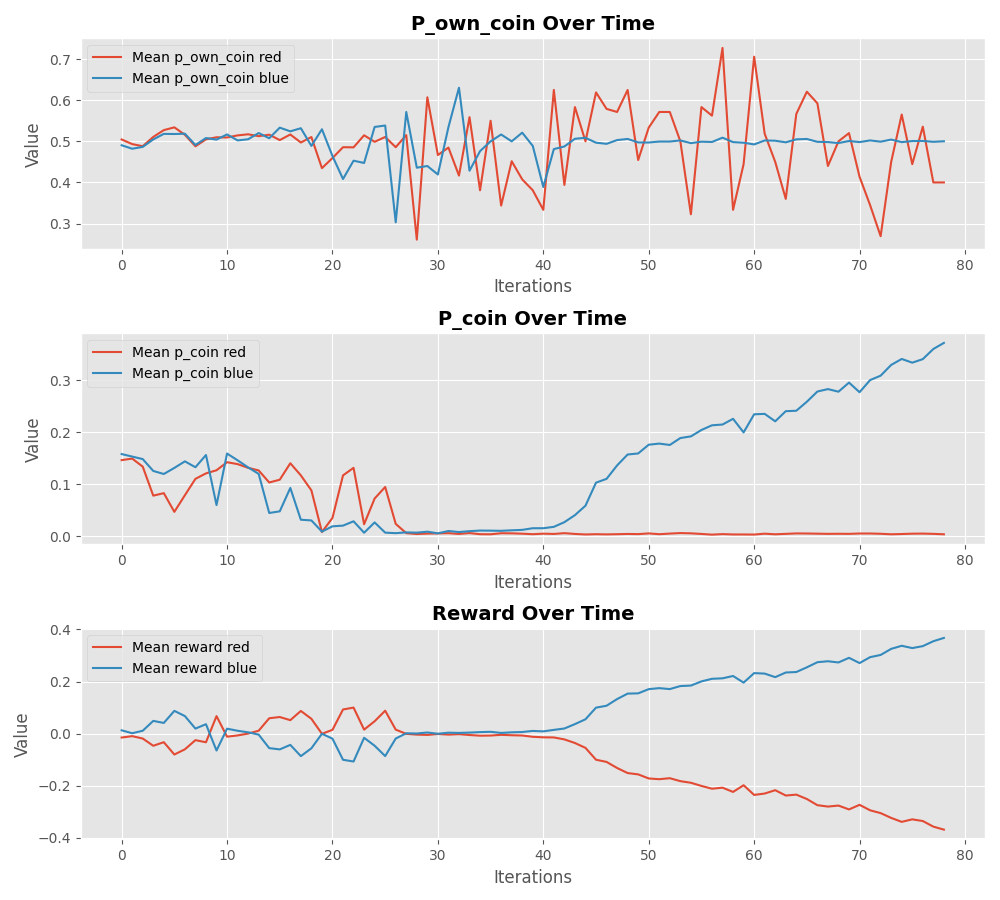 P_own_coin Over Time
Mean p_own_coin red
Mean p_own_coin blue
Value
0.7
0.6
0.5
0.4
0.3
0 10 20 30 40 50 60 70 80
Iterations
P_coin Over Time
Mean p_coin red
Mean p_coin blue
Value
0.3
0.2
0.1
0.0
0 10 20 30 40 50 60 70 80
Iterations
Reward Over Time
Mean reward red
Mean reward blue
Value
0.4
0.2
0.0
−0.2
−0.4
0 10 20 30 40 50 60 70 80
Iterations